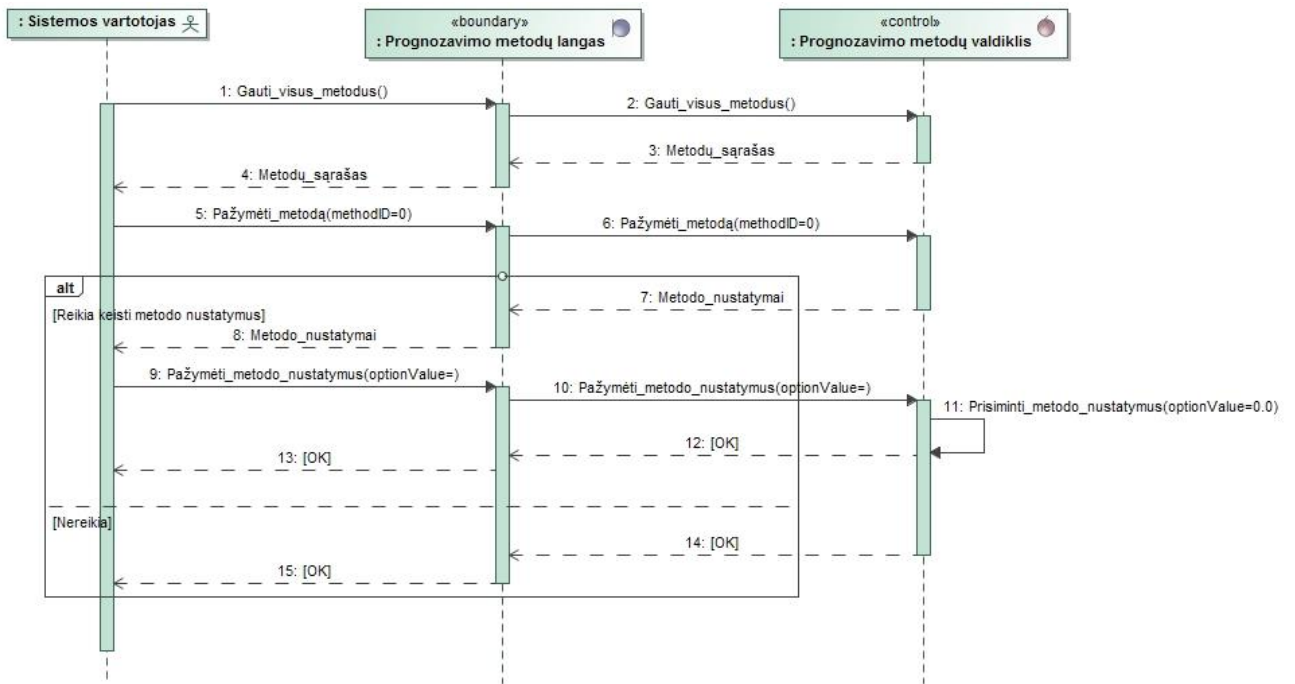 : Sistemos vartotojas
«boundary»
: Prognozavimo metodų langas
«control»
: Prognozavimo metodų valdiklis
1: Gauti_visus_metodus()
2: Gauti_visus_metodus()
3: Metodų_sąrašas
4: Metodų_sąrašas
5: Pažymėti_metodą(methodID=0)
6: Pažymėti_metodą(methodID=0)
alt
7: Metodo_nustatymai
[Reikia keisti metodo nustatymus]
8: Metodo_nustatymai
9: Pažymėti_metodo_nustatymus(optionValue=)
10: Pažymėti_metodo_nustatymus(optionValue=)
11: Prisiminti_metodo_nustatymus(optionValue=0.0)
12: [OK]
13: [OK]
[Nereikia]
14: [OK]
15: [OK]